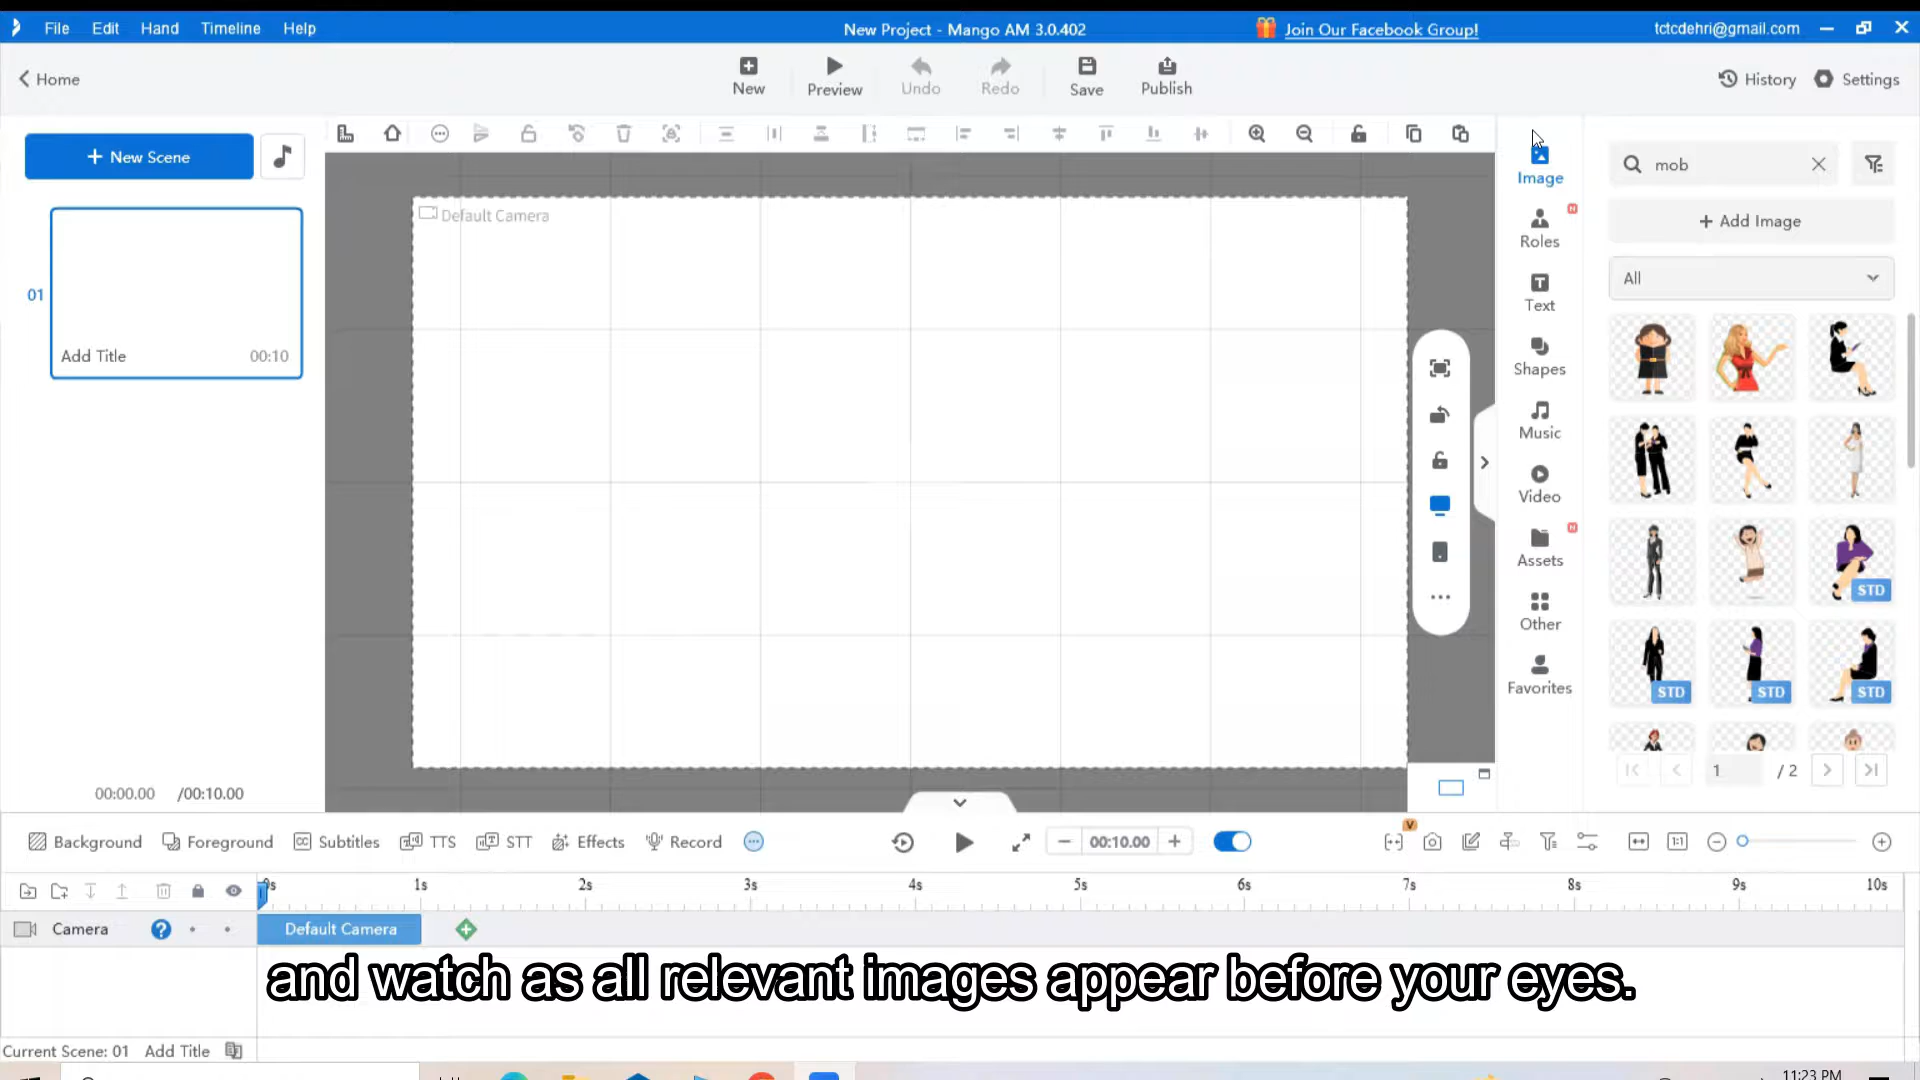 File Edit Hand Timeline Help
New Project - Mango AM 3.0.402
Join Our Facebook Group!
tctcdehri@gmail.com
Home
New
Preview
Undo
Redo
Save
Publish
History
Settings
+ New Scene
Default Camera
01
Add Title 00:10
00:00.00 /00:10.00
Image
Roles
Text
Shapes
Music
Video
Assets
Other
Favorites
N
N
mob
+ Add Image
All
STD
STD
STD
STD
1 / 2
Background
Foreground
CC Subtitles
TTS
STT
Effects
Record
00:10.00
V
1:1
0s 1s 2s 3s 4s 5s 6s 7s 8s 9s 10s
Camera
?
Default Camera
and watch as all relevant images appear before your eyes.
Current Scene: 01 Add Title
11:23 PM